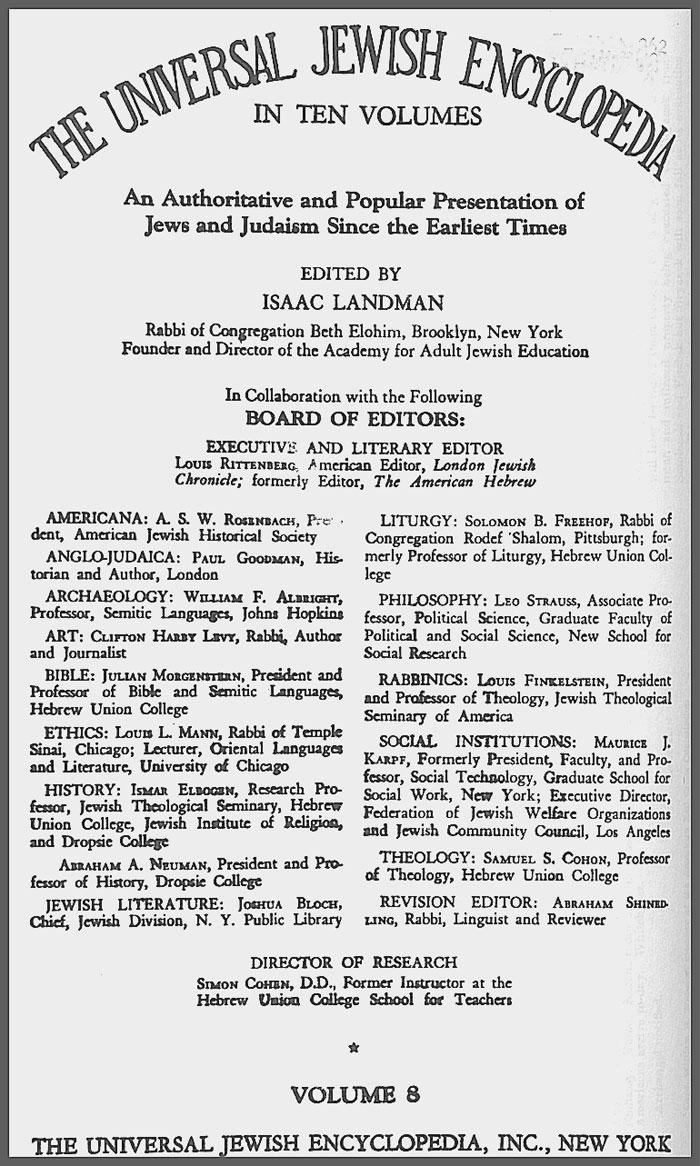 THE UNIVERSAL JEWISH ENCYCLOPEDIA
IN TEN VOLUMES
An Authoritative and Popular Presentation of
Jews and Judaism Since the Earliest Times
EDITED BY
ISAAC LANDMAN
Rabbi of Congregation Beth Elohim, Brooklyn, New York
Founder and Director of the Academy for Adult Jewish Education
In Collaboration with the Following
BOARD OF EDITORS:
EXECUTIVE AND LITERARY EDITOR
LOUIS RITTENBERG, American Editor, London Jewish
Chronicle; formerly Editor, The American Hebrew
AMERICANA: A. S. W. ROSENBACH, Pre
dent, American Jewish Historical Society
ANGLO-JUDAICA: PAUL GOODMAN, His-
torian and Author, London
ARCHAEOLOGY: WILLIAM F. ALBRIGHT,
Professor, Semitic Languages, Johns Hopkins
ART: CLIFTON HARBY LEVY, Rabbi, Author
and Journalist
BIBLE: JULIAN MORGENSTERN, President and
Professor of Bible and Semitic Languages,
Hebrew Union College
ETHICS: LOUIS L. MANN, Rabbi of Temple
Sinai, Chicago; Lecturer, Oriental Languages
and Literature, University of Chicago
HISTORY: ISMAR ELBOGEN, Research Pro-
fessor, Jewish Theological Seminary, Hebrew
Union College, Jewish Institute of Religion,
and Dropsie College
ABRAHAM A. NEUMAN, President and Pro-
fessor of History, Dropsie College
JEWISH LITERATURE: JOSHUA BLOCH,
Chief, Jewish Division, N. Y. Public Library
LITURGY: SOLOMON B. FREEHOF, Rabbi of
Congregation Rodef Shalom, Pittsburgh; for-
merly Professor of Liturgy, Hebrew Union Col-
lege
PHILOSOPHY: LEO STRAUSS, Associate Pro-
fessor, Political Science, Graduate Faculty of
Political and Social Science, New School for
Social Research
RABBINICS: LOUIS FINKELSTEIN, President
and Professor of Theology, Jewish Theological
Seminary of America
SOCIAL INSTITUTIONS: MAURICE J.
KARPF, Formerly President, Faculty, and Pro-
fessor, Social Technology, Graduate School for
Social Work, New York; Executive Director,
Federation of Jewish Welfare Organizations
and Jewish Community Council, Los Angeles
THEOLOGY: SAMUEL S. COHON, Professor
of Theology, Hebrew Union College
REVISION EDITOR: ABRAHAM SHINED-
LING, Rabbi, Linguist and Reviewer
DIRECTOR OF RESEARCH
SIMON COHEN, D.D., Former Instructor at the
Hebrew Union College School for Teachers
VOLUME 8
THE UNIVERSAL JEWISH ENCYCLOPEDIA, INC., NEW YORK